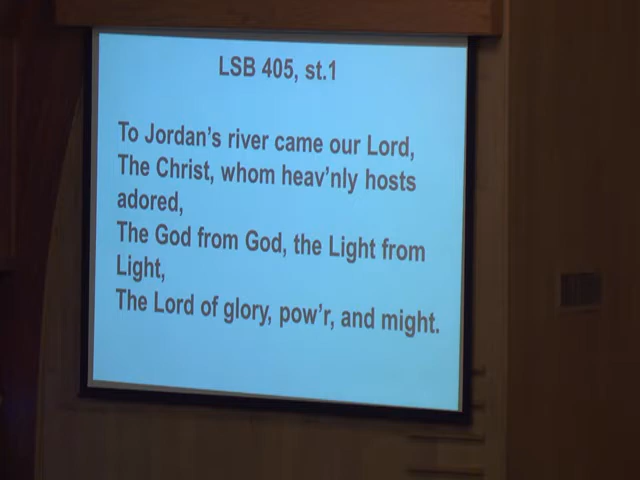 LSB 405, st.1
To Jordan's river came our Lord,
The Christ, whom heav'nly hosts
adored,
The God from God, the Light from
Light,
The Lord of glory, pow'r, and might.